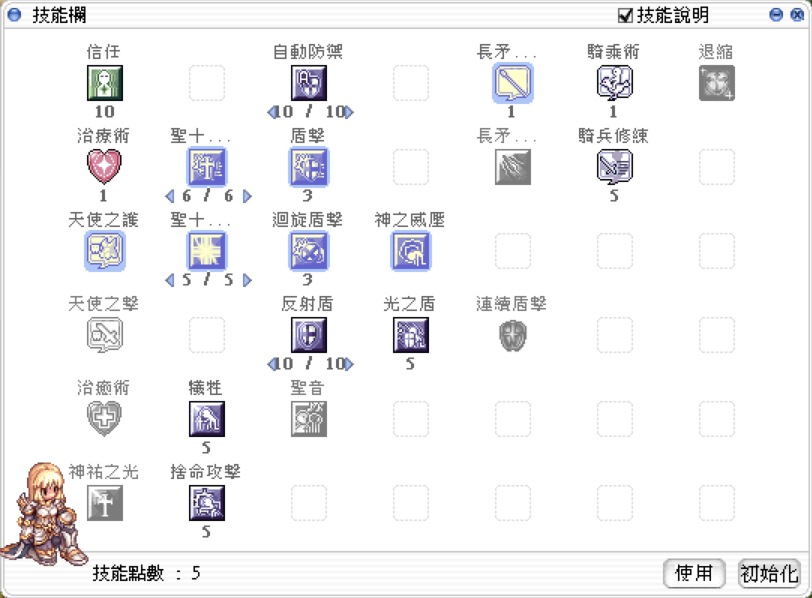 技能欄 技能說明
信任 自動防禦 長矛... 騎乘術 退縮
10 10 / 10 1 1
治療術 聖十... 盾擊 長矛... 騎兵修練
1 6 / 6 3 5
天使之護 聖十... 迴旋盾擊 神之威壓
5 / 5 3
天使之擊 反射盾 光之盾 連續盾擊
10 / 10 5
治癒術 犧牲 聖音
5
神祐之光 捨命攻擊
5
技能點數 : 5 使用 初始化